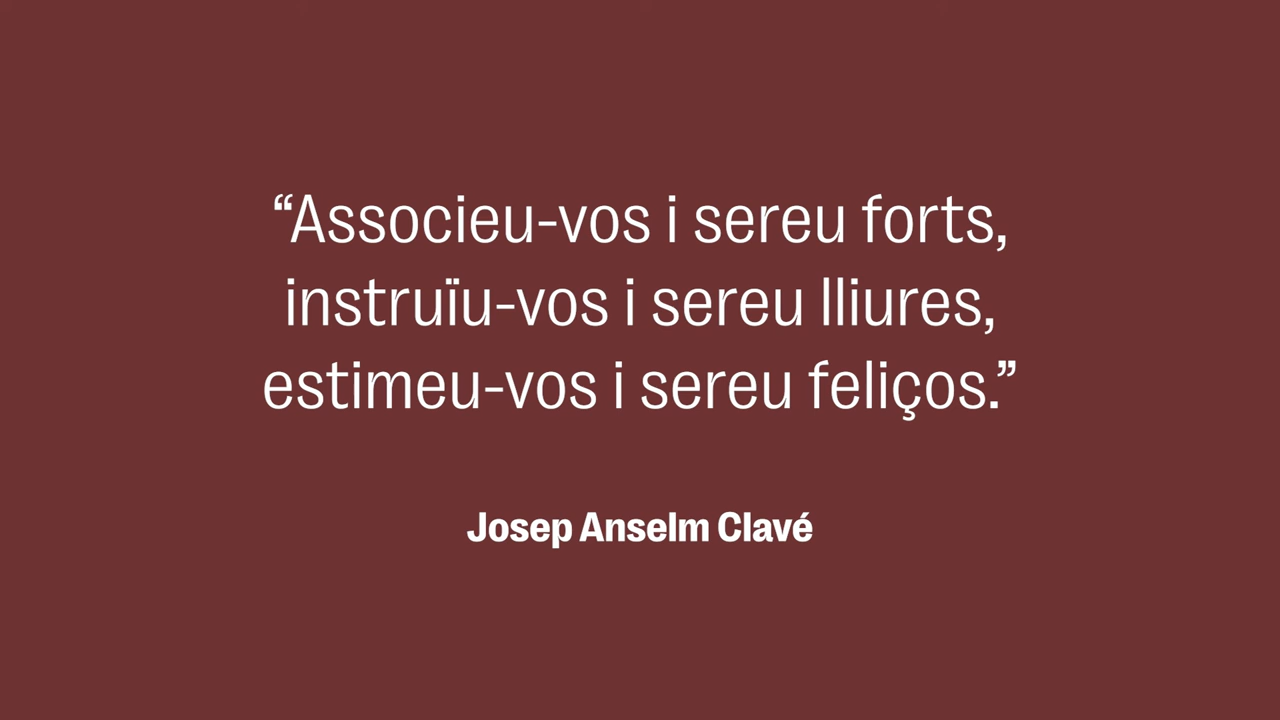 “Associeu-vos i sereu forts,
instruïu-vos i sereu lliures,
estimeu-vos i sereu feliços.”
Josep Anselm Clavé